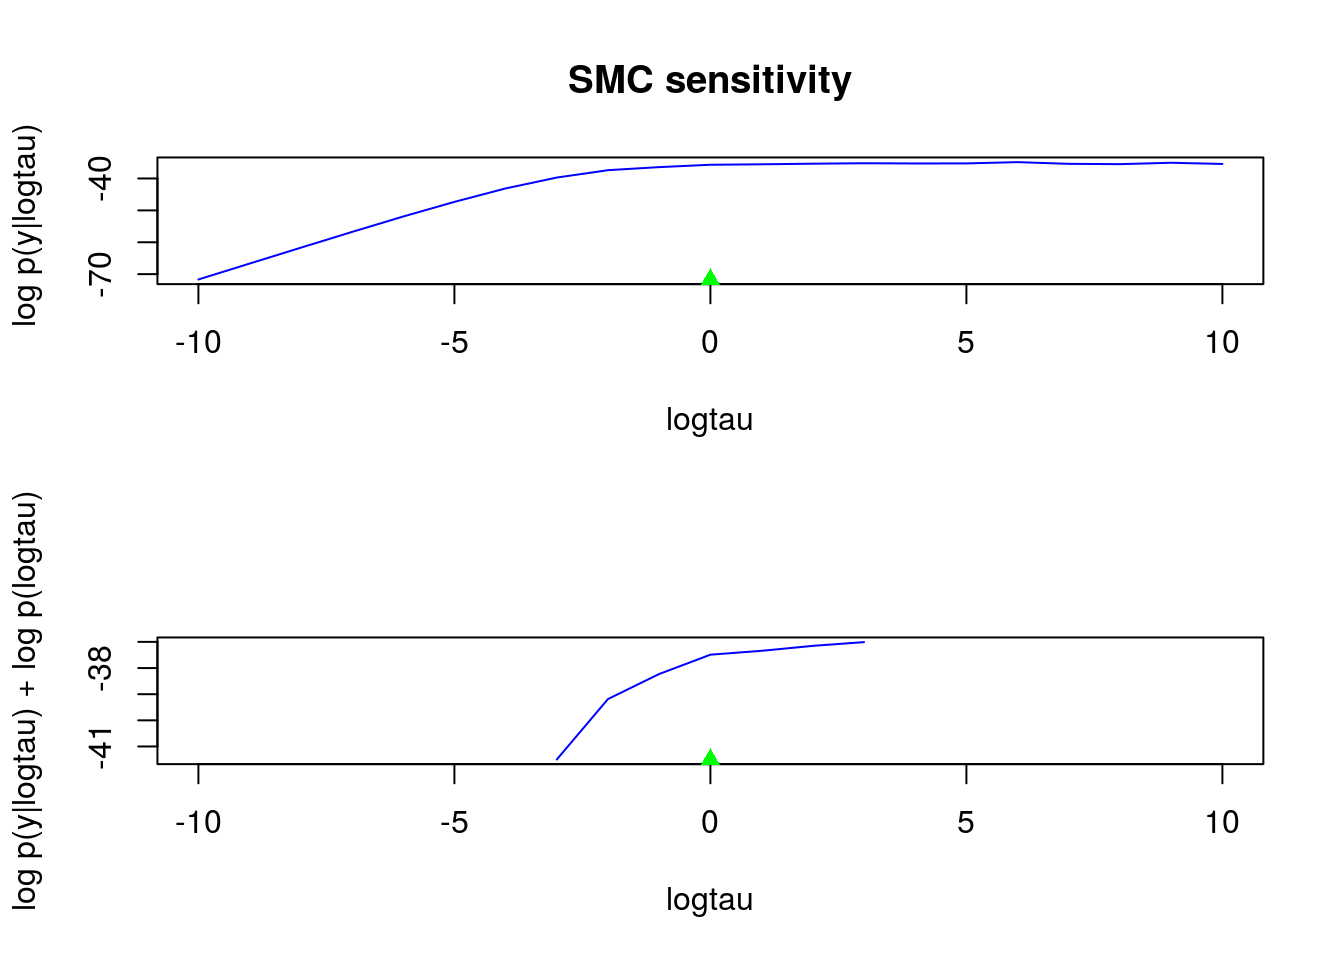 SMC sensitivity
log p(y|logtau)
-40
-70
-10 -5 0 5 10
logtau
log p(y|logtau) + log p(logtau)
-38
-41
-10 -5 0 5 10
logtau